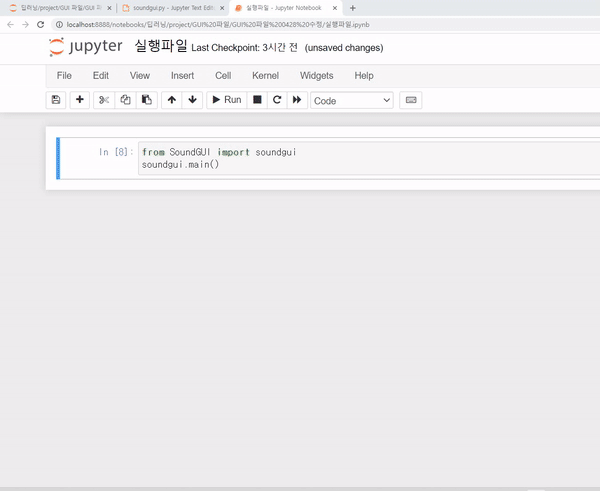 딥러닝/project/GUI 파일/GUI 파
soundgui.py - Jupyter Text Edit
실행파일 - Jupyter Notebook
localhost:8888/notebooks/딥러닝/project/GUI%20파일/GUI%20파일%200428%20수정/실행파일.ipynb
jupyter 실행파일 Last Checkpoint: 3시간 전 (unsaved changes)
File Edit View Insert Cell Kernel Widgets Help
Run Code
In [8]: from SoundGUI import soundgui
soundgui.main()